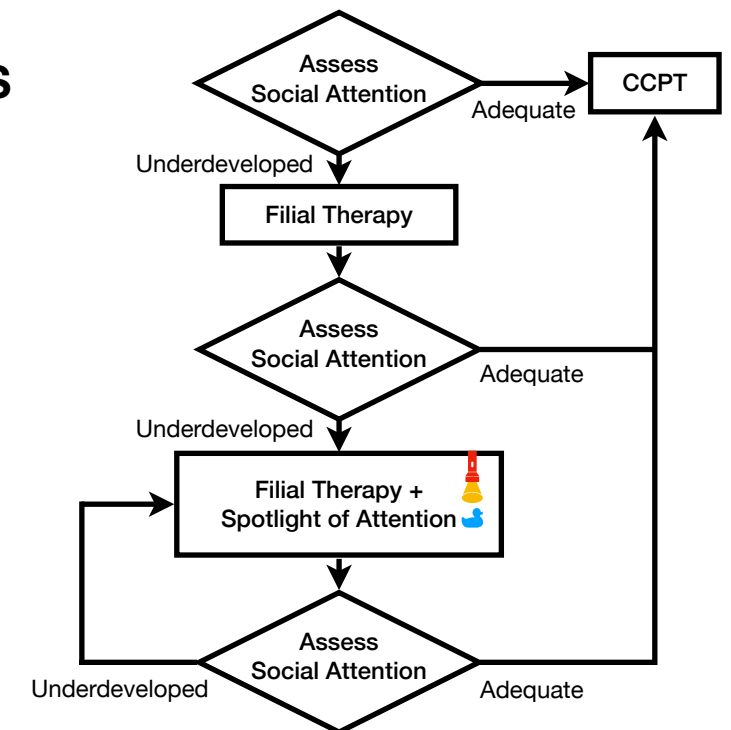 s
Assess
Social Attention
CCPT
Adequate
Underdeveloped
Filial Therapy
Assess
Social Attention
Adequate
Underdeveloped
Filial Therapy +
Spotlight of Attention
Assess
Social Attention
Underdeveloped
Adequate